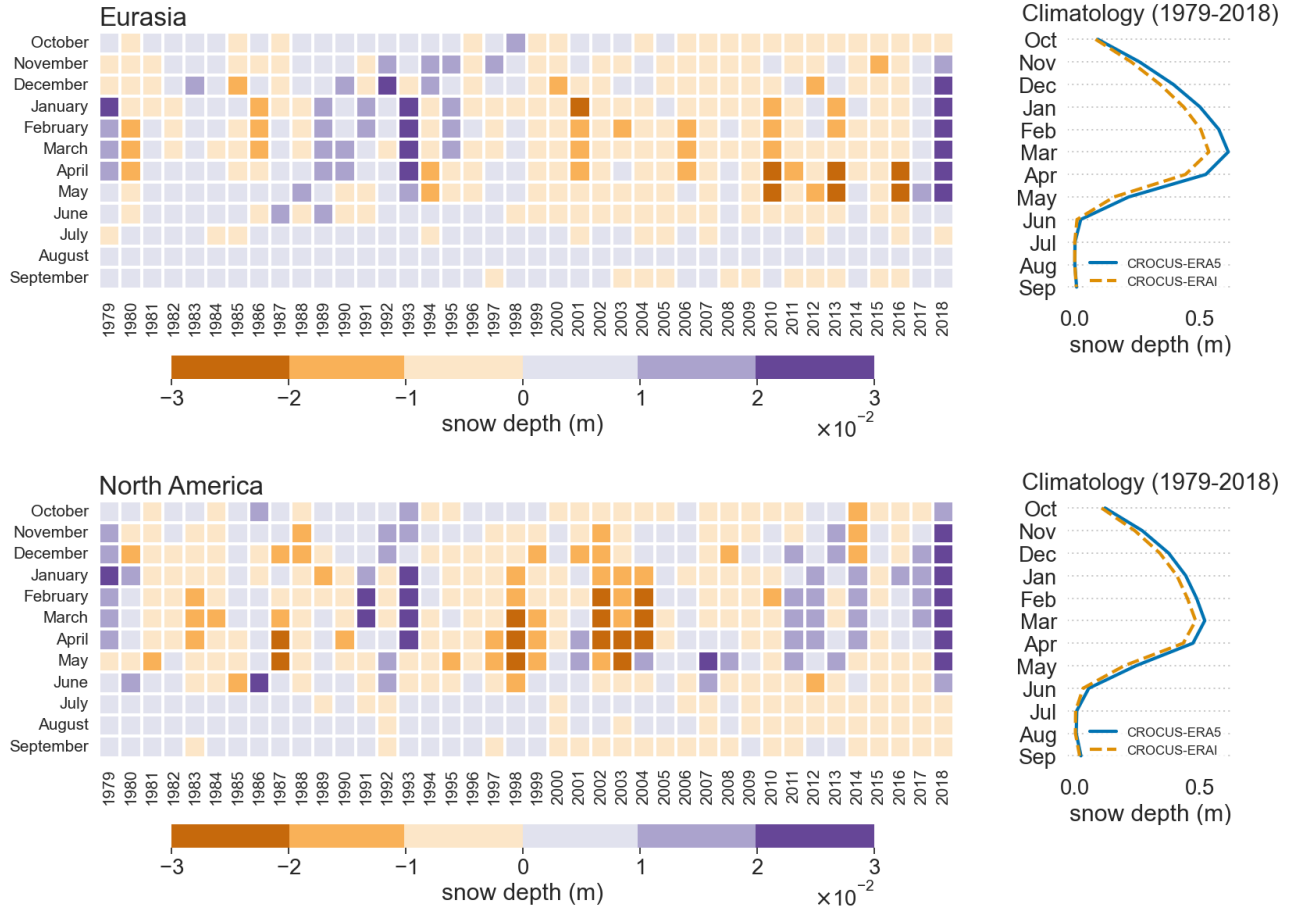 Eurasia
October
November
December
January
February
March
April
May
June
July
August
September
1979 1980 1981 1982 1983 1984 1985 1986 1987 1988 1989 1990 1991 1992 1993 1994 1995 1996 1997 1998 1999 2000 2001 2002 2003 2004 2005 2006 2007 2008 2009 2010 2011 2012 2013 2014 2015 2016 2017 2018
−3 −2 −1 0 1 2 3
snow depth (m)
×10−2
Climatology (1979-2018)
Oct
Nov
Dec
Jan
Feb
Mar
Apr
May
Jun
Jul
Aug
Sep
CROCUS-ERA5
CROCUS-ERAI
0.0 0.5
snow depth (m)
North America
October
November
December
January
February
March
April
May
June
July
August
September
1979 1980 1981 1982 1983 1984 1985 1986 1987 1988 1989 1990 1991 1992 1993 1994 1995 1996 1997 1998 1999 2000 2001 2002 2003 2004 2005 2006 2007 2008 2009 2010 2011 2012 2013 2014 2015 2016 2017 2018
−3 −2 −1 0 1 2 3
snow depth (m)
×10−2
Climatology (1979-2018)
Oct
Nov
Dec
Jan
Feb
Mar
Apr
May
Jun
Jul
Aug
Sep
CROCUS-ERA5
CROCUS-ERAI
0.0 0.5
snow depth (m)